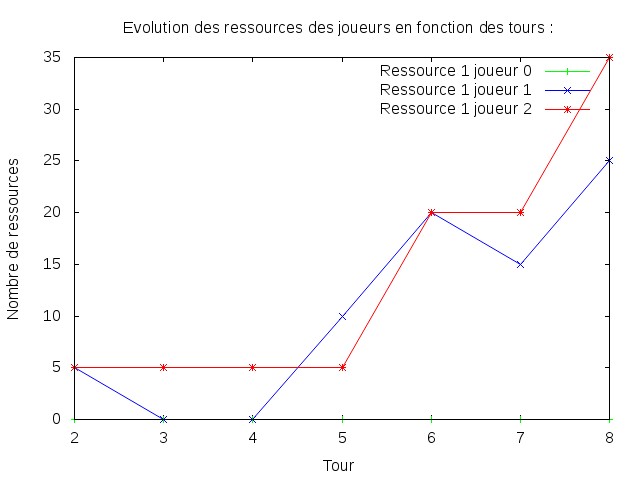 Evolution des ressources des joueurs en fonction des tours :
Ressource 1 joueur 0
Ressource 1 joueur 1
Ressource 1 joueur 2
Nombre de ressources
35
30
25
20
15
10
5
0
2 3 4 5 6 7 8
Tour